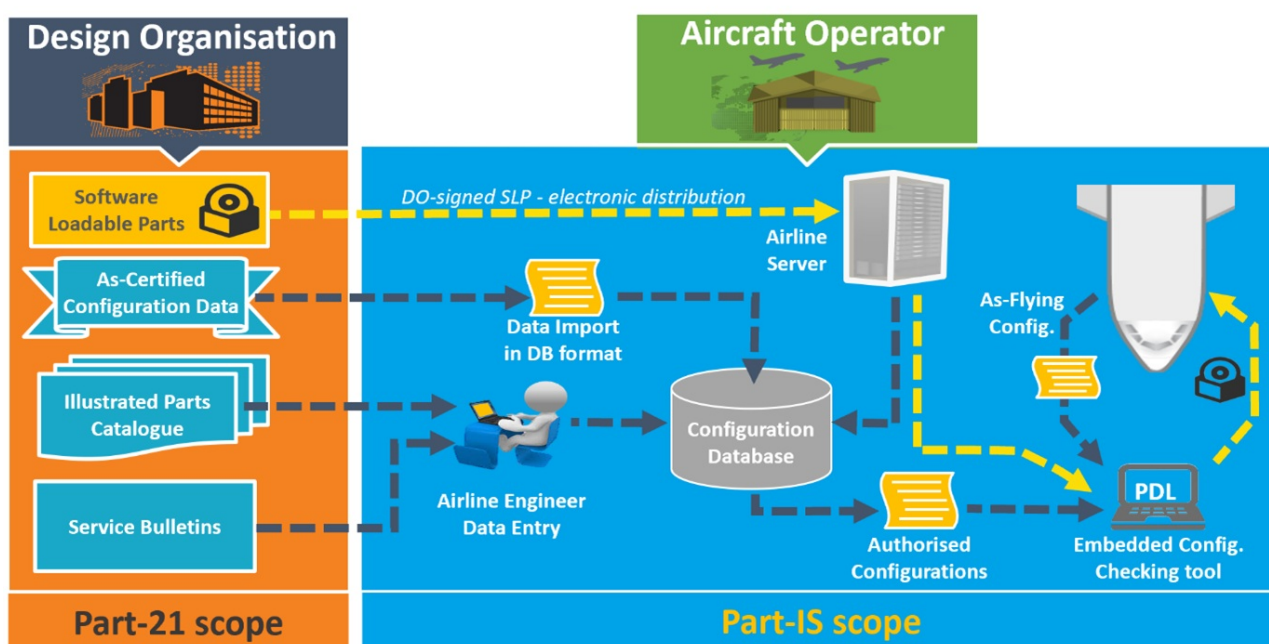 Design Organisation
Aircraft Operator
Software
Loadable Parts
DO-signed SLP - electronic distribution
Airline
Server
As-Certified
Configuration Data
Data Import
in DB format
As-Flying
Config.
Illustrated Parts
Catalogue
Configuration
Database
Airline Engineer
Data Entry
PDL
Service Bulletins
Authorised
Configurations
Embedded Config.
Checking tool
Part-21 scope
Part-IS scope